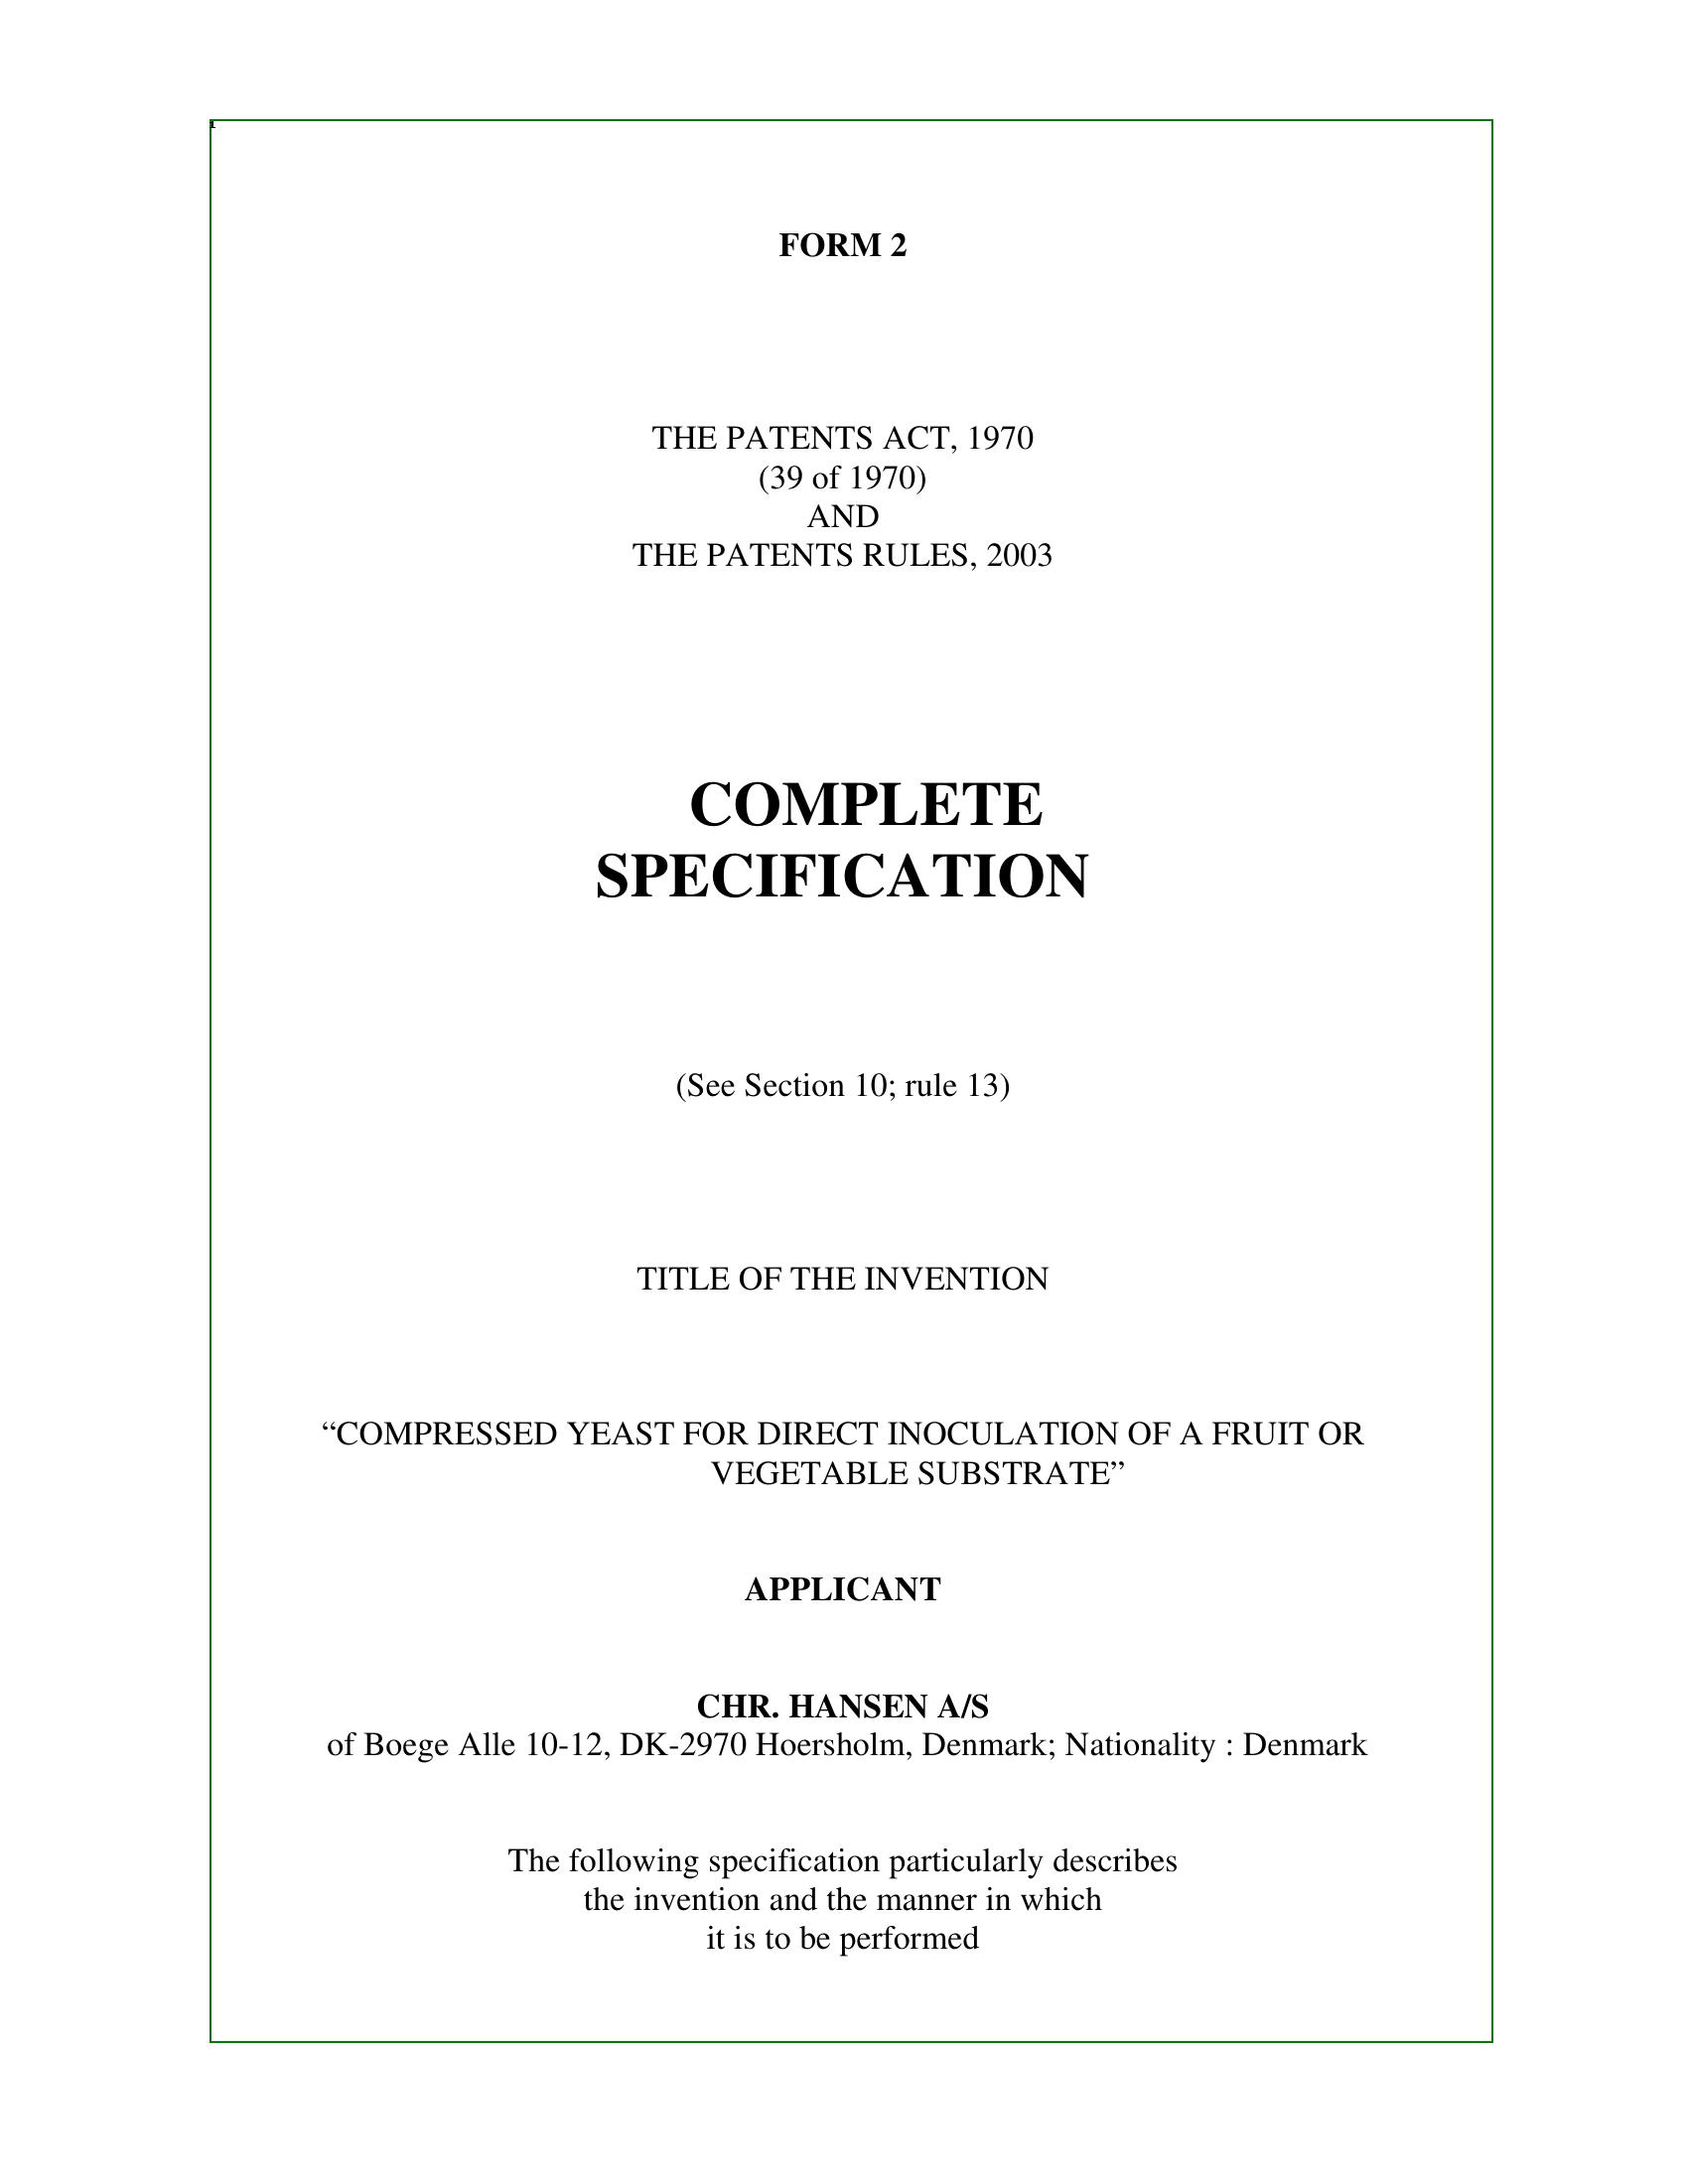 1
FORM 2
THE PATENTS ACT, 1970
(39 of 1970)
AND
THE PATENTS RULES, 2003
COMPLETE
SPECIFICATION
(See Section 10; rule 13)
TITLE OF THE INVENTION
“COMPRESSED YEAST FOR DIRECT INOCULATION OF A FRUIT OR
VEGETABLE SUBSTRATE”
APPLICANT
CHR. HANSEN A/S
of Boege Alle 10-12, DK-2970 Hoersholm, Denmark; Nationality : Denmark
The following specification particularly describes
the invention and the manner in which
it is to be performed